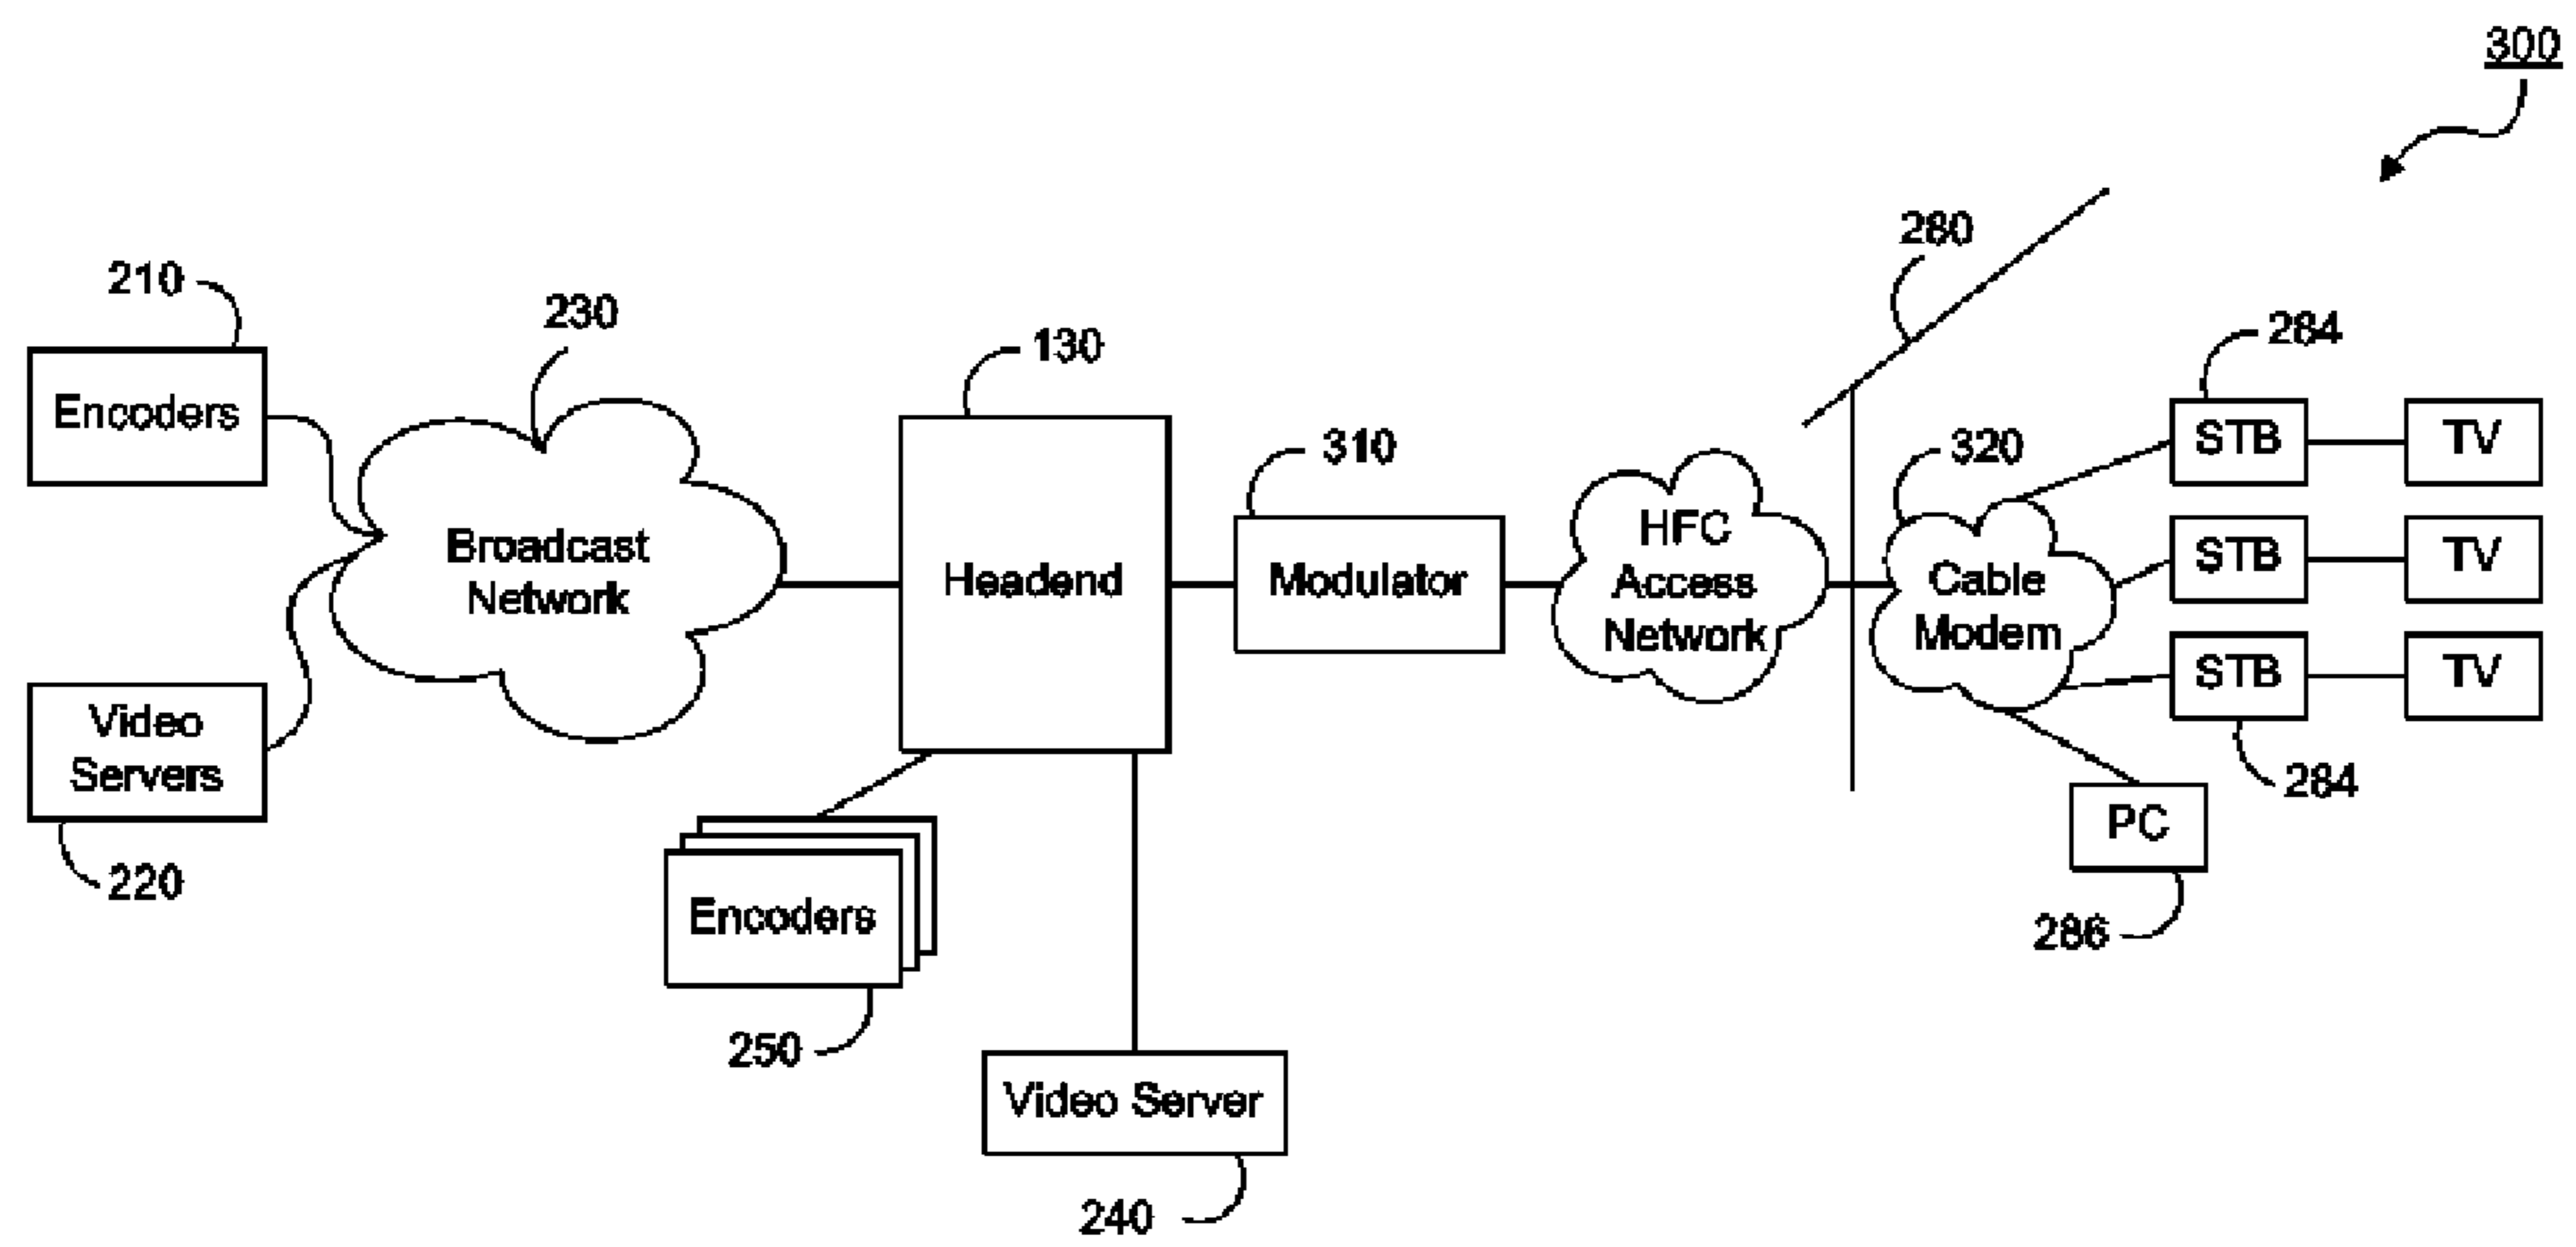 300
280
210
230
130
284
Encoders
310
320
STB
TV
Broadcast
Network
Headend
Modulator
HFC
Access
Network
Cable
Modem
STB
TV
STB
TV
Video
Servers
284
PC
220
Encoders
286
250
Video Server
240